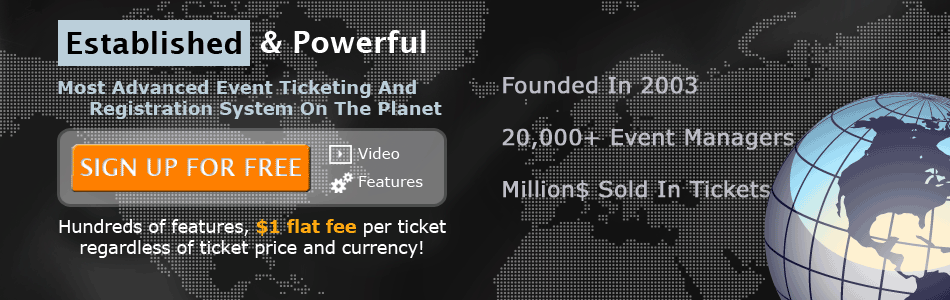 Established & Powerful
Most Advanced Event Ticketing And
Registration System On The Planet
SIGN UP FOR FREE
Video
Features
Hundreds of features, $1 flat fee per ticket
regardless of ticket price and currency!
Founded In 2003
20,000+ Event Managers
Million$ Sold In Tickets